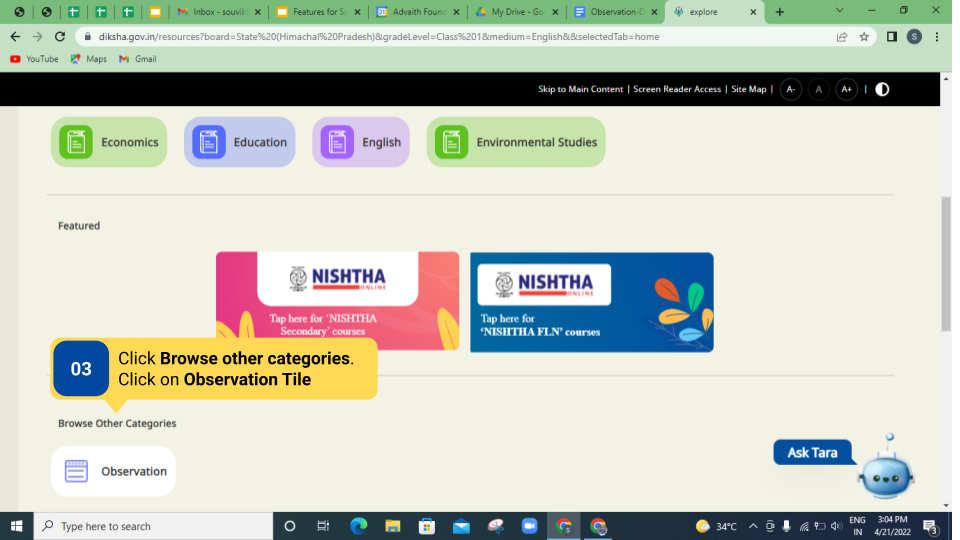 Inbox - souvik
Features for Su
Advaith Found
My Drive - Goo
Observation-D
explore
diksha.gov.in/resources?board=State%20(Himachal%20Pradesh)&gradeLevel=Class%201&medium=English&&selectedTab=home
S
YouTube
Maps
Gmail
Skip to Main Content | Screen Reader Access | Site Map | A- A A+ |
Economics
Education
English
Environmental Studies
Featured
NISHTHA
ONLINE
Tap here for 'NISHTHA
Secondary' courses
NISHTHA
ONLINE
Tap here for
'NISHTHA FLN' courses
03
Click Browse other categories.
Click on Observation Tile
Browse Other Categories
Observation
Ask Tara
Type here to search
34°C
ENG
IN
3:04 PM
4/21/2022
3